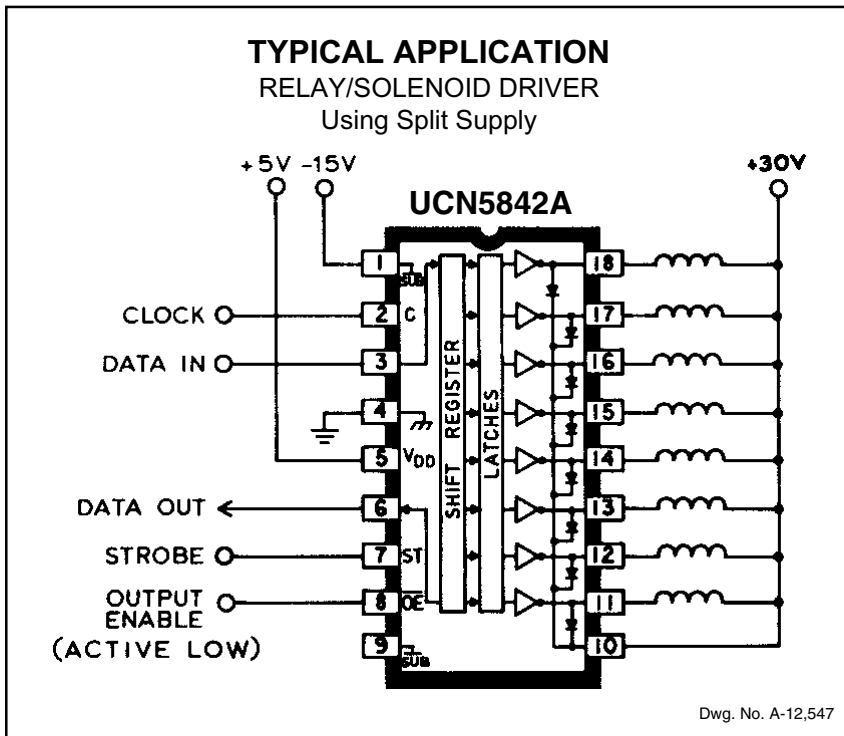 TYPICAL APPLICATION
RELAY/SOLENOID DRIVER
Using Split Supply
+5V -15V
+30V
UCN5842A
1 SUB 18
CLOCK 2 C 17
DATA IN 3 16
4 15
5 VDD 14
DATA OUT 6 13
STROBE 7 ST 12
OUTPUT ENABLE 8 OE 11
(ACTIVE LOW) 9 SUB 10
SHIFT REGISTER
LATCHES
Dwg. No. A-12,547